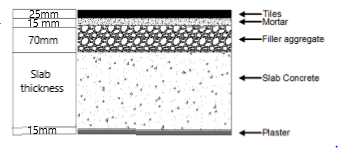 25mm
15 mm
70mm
Slab
thickness
15mm
Tiles
Mortar
Filler aggregate
Slab Concrete
Plaster